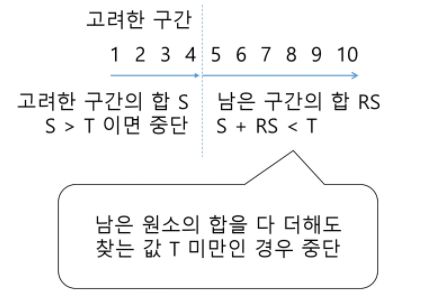 고려한 구간
1 2 3 4 5 6 7 8 9 10
고려한 구간의 합 S
S > T 이면 중단
남은 구간의 합 RS
S + RS < T
남은 원소의 합을 다 더해도
찾는 값 T 미만인 경우 중단